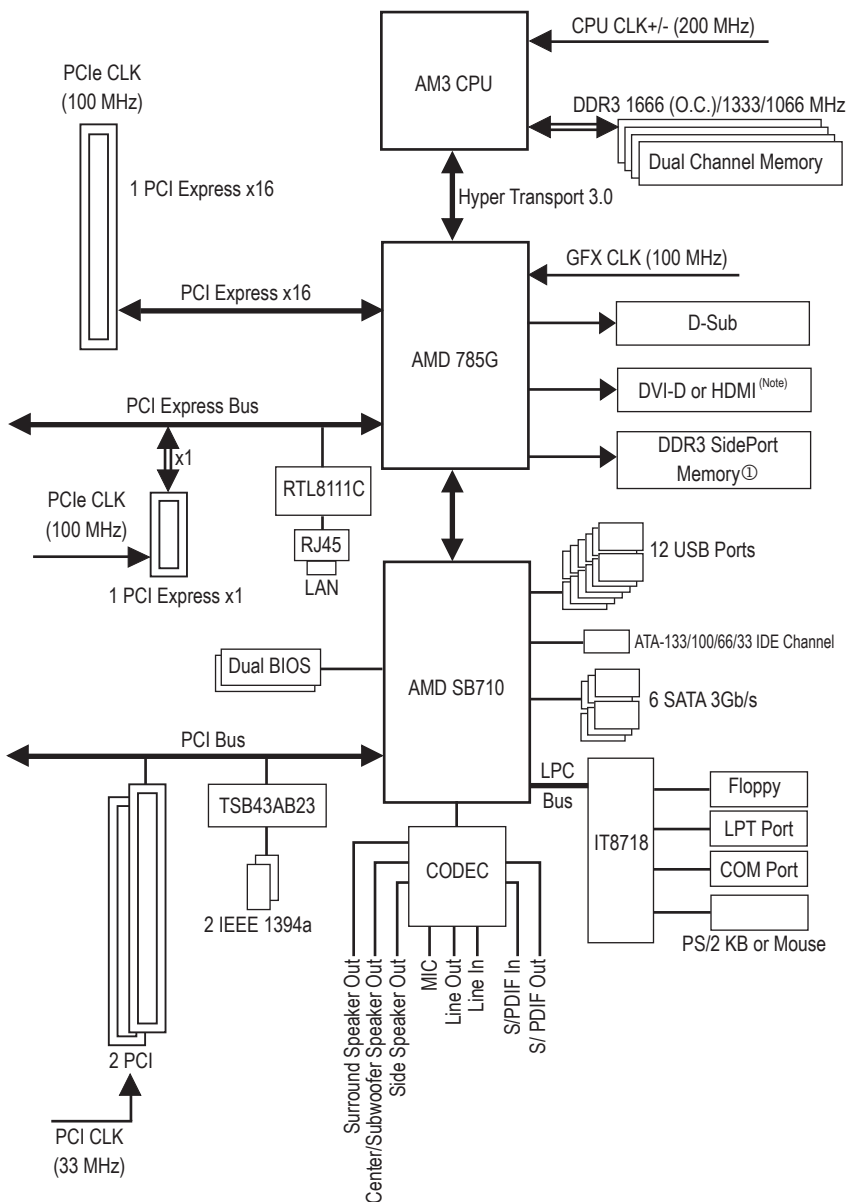 CPU CLK+/- (200 MHz)
AM3 CPU
DDR3 1666 (O.C.)/1333/1066 MHz
Dual Channel Memory
Hyper Transport 3.0
PCIe CLK
(100 MHz)
1 PCI Express x16
PCI Express x16
GFX CLK (100 MHz)
AMD 785G
D-Sub
DVI-D or HDMI (Note)
DDR3 SidePort
Memory①
PCI Express Bus
x1
RTL8111C
RJ45
LAN
PCIe CLK
(100 MHz)
1 PCI Express x1
12 USB Ports
ATA-133/100/66/33 IDE Channel
6 SATA 3Gb/s
Dual BIOS
AMD SB710
PCI Bus
LPC
Bus
TSB43AB23
2 IEEE 1394a
IT8718
Floppy
LPT Port
COM Port
PS/2 KB or Mouse
CODEC
Surround Speaker Out
Center/Subwoofer Speaker Out
Side Speaker Out
MIC
Line Out
Line In
S/PDIF In
S/ PDIF Out
2 PCI
PCI CLK
(33 MHz)